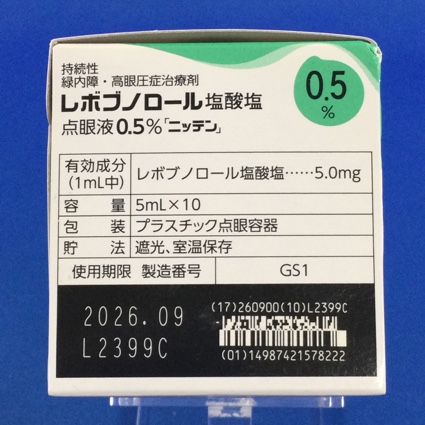 持続性
緑内障・高眼圧症治療剤
レボブノロール塩酸塩
点眼液0.5%「ニッテン」
0.5
%
有効成分
(1mL中)
レボブノロール塩酸塩……5.0mg
容 量 5mL×10
包 装 プラスチック点眼容器
貯 法 遮光、室温保存
使用期限 製造番号 GS1
2026.09
L2399C
(17)260900(10)L2399C
(01)14987421578222